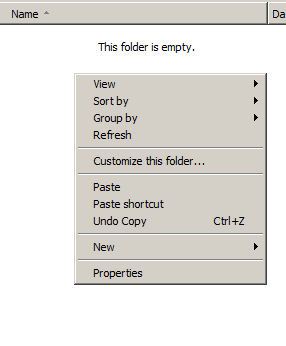 Name Da
This folder is empty.
View
Sort by
Group by
Refresh
Customize this folder...
Paste
Paste shortcut
Undo Copy Ctrl+Z
New
Properties